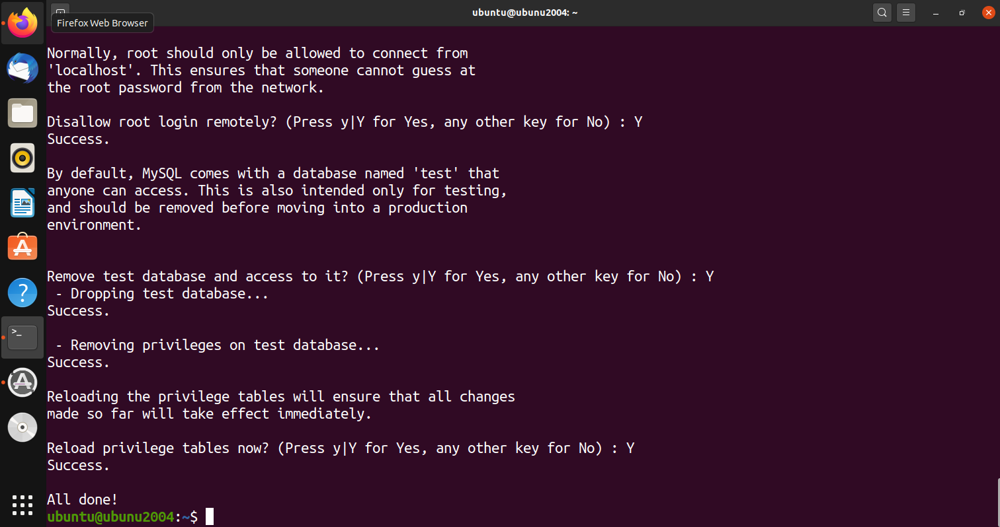 ubuntu@ubunu2004: ~
Firefox Web Browser
Normally, root should only be allowed to connect from
'localhost'. This ensures that someone cannot guess at
the root password from the network.
Disallow root login remotely? (Press y|Y for Yes, any other key for No) : Y
Success.
By default, MySQL comes with a database named 'test' that
anyone can access. This is also intended only for testing,
and should be removed before moving into a production
environment.
Remove test database and access to it? (Press y|Y for Yes, any other key for No) : Y
 - Dropping test database...
Success.
 - Removing privileges on test database...
Success.
Reloading the privilege tables will ensure that all changes
made so far will take effect immediately.
Reload privilege tables now? (Press y|Y for Yes, any other key for No) : Y
Success.
All done!
ubuntu@ubunu2004:~$